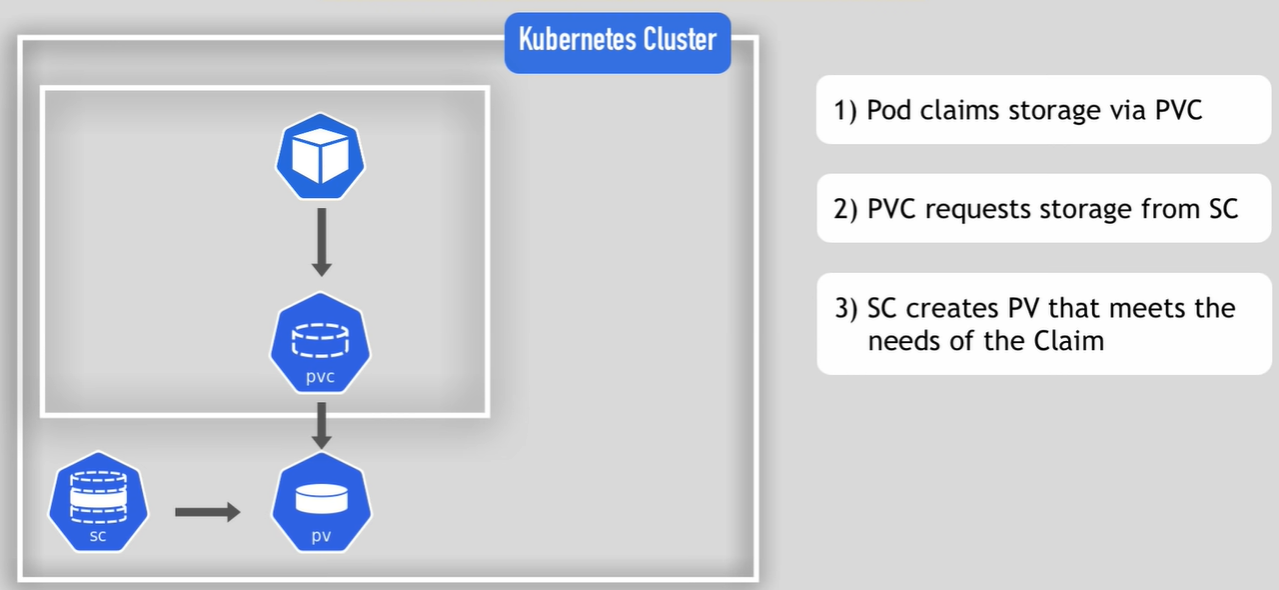 Kubernetes Cluster
1) Pod claims storage via PVC
2) PVC requests storage from SC
3) SC creates PV that meets the
needs of the Claim
pvc
sc
pv